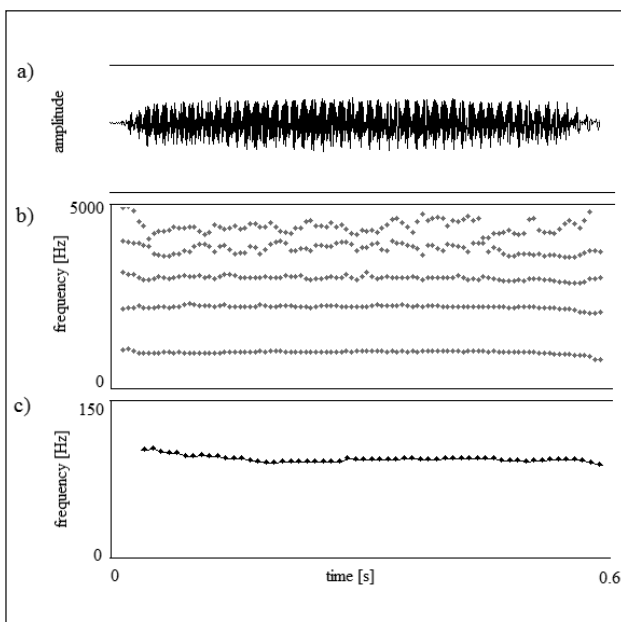 a)
amplitude
b)
5000
frequency [Hz]
0
c)
150
frequency [Hz]
0
0
time [s]
0.6